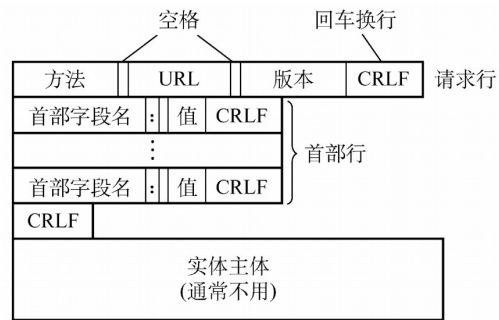 空格 回车换行
方法 URL 版本 CRLF 请求行
首部字段名 : 值 CRLF
⋮ 首部行
首部字段名 : 值 CRLF
CRLF
实体主体
(通常不用)